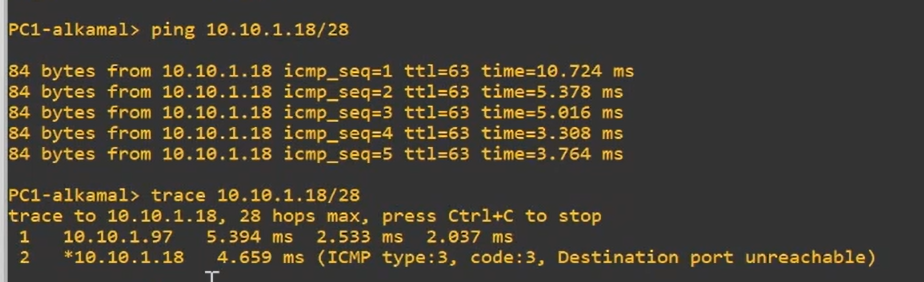 PC1-alkamal> ping 10.10.1.18/28
84 bytes from 10.10.1.18 icmp_seq=1 ttl=63 time=10.724 ms
84 bytes from 10.10.1.18 icmp_seq=2 ttl=63 time=5.378 ms
84 bytes from 10.10.1.18 icmp_seq=3 ttl=63 time=5.016 ms
84 bytes from 10.10.1.18 icmp_seq=4 ttl=63 time=3.308 ms
84 bytes from 10.10.1.18 icmp_seq=5 ttl=63 time=3.764 ms
PC1-alkamal> trace 10.10.1.18/28
trace to 10.10.1.18, 28 hops max, press Ctrl+C to stop
1 10.10.1.97 5.394 ms 2.533 ms 2.037 ms
2 *10.10.1.18 4.659 ms (ICMP type:3, code:3, Destination port unreachable)